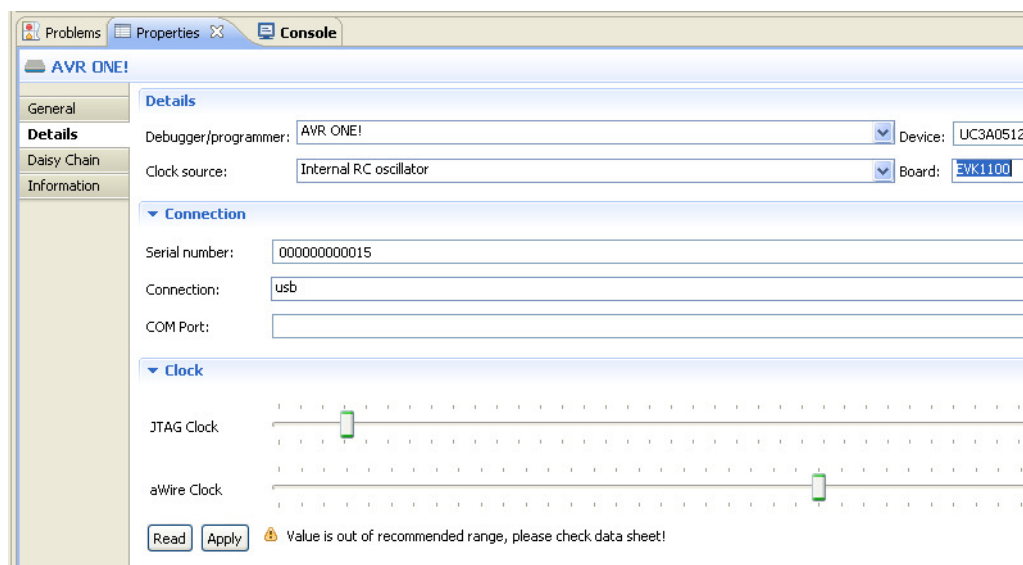 Problems Properties Console
AVR ONE!
General
Details
Daisy Chain
Information
Details
Debugger/programmer: AVR ONE! Device: UC3A0512
Clock source: Internal RC oscillator Board: EVK1100
Connection
Serial number: 000000000015
Connection: usb
COM Port:
Clock
JTAG Clock
aWire Clock
Read Apply Value is out of recommended range, please check data sheet!